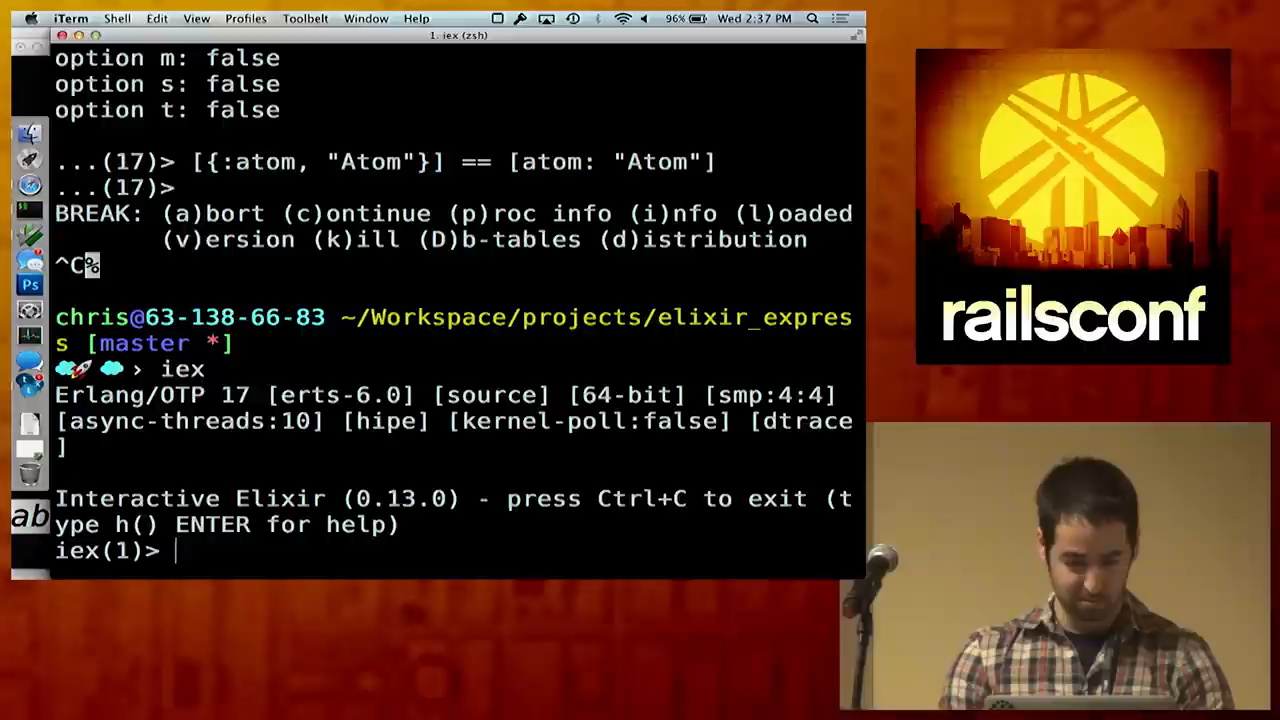 iTerm Shell Edit View Profiles Toolbelt Window Help 96% Wed 2:37 PM
1. iex (zsh)
option m: false
option s: false
option t: false
...(17)> [{:atom, "Atom"}] == [atom: "Atom"]
...(17)>
BREAK: (a)bort (c)ontinue (p)roc info (i)nfo (l)oaded
(v)ersion (k)ill (D)b-tables (d)istribution
^C%
chris@63-138-66-83 ~/Workspace/projects/elixir_expres
s [master *]
› iex
Erlang/OTP 17 [erts-6.0] [source] [64-bit] [smp:4:4]
[async-threads:10] [hipe] [kernel-poll:false] [dtrace
]
Interactive Elixir (0.13.0) - press Ctrl+C to exit (t
ype h() ENTER for help)
iex(1)>
Ps
ab
railsconf